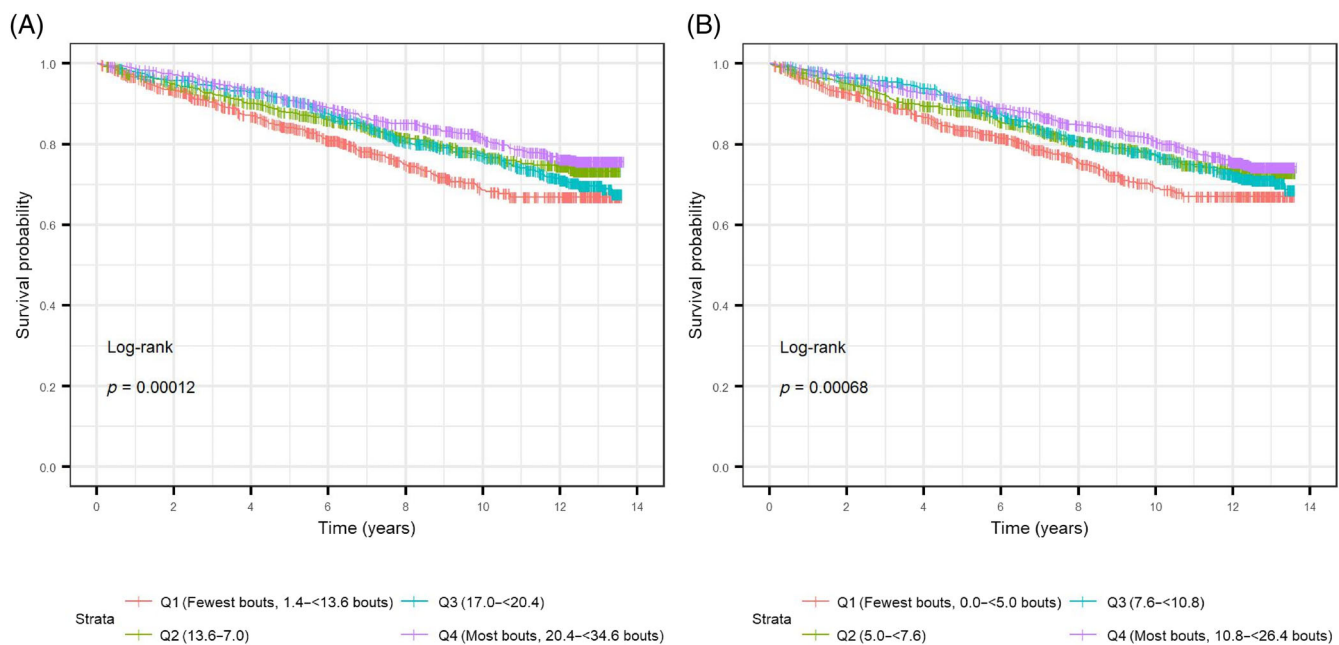 (A)
Survival probability
1.0
0.8
0.6
0.4
0.2
0.0
Log-rank
p = 0.00012
0 2 4 6 8 10 12 14
Time (years)
Strata
Q1 (Fewest bouts, 1.4–<13.6 bouts)
Q3 (17.0–<20.4)
Q2 (13.6–7.0)
Q4 (Most bouts, 20.4–<34.6 bouts)
(B)
Survival probability
1.0
0.8
0.6
0.4
0.2
0.0
Log-rank
p = 0.00068
0 2 4 6 8 10 12 14
Time (years)
Strata
Q1 (Fewest bouts, 0.0–<5.0 bouts)
Q3 (7.6–<10.8)
Q2 (5.0–<7.6)
Q4 (Most bouts, 10.8–<26.4 bouts)